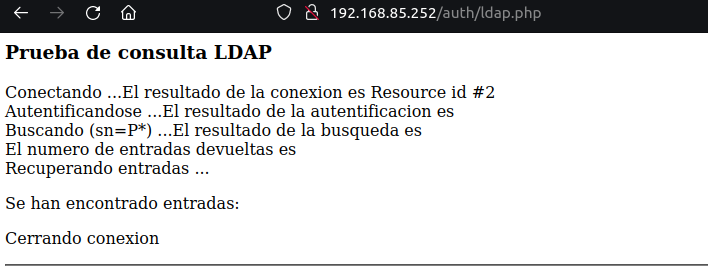 192.168.85.252/auth/ldap.php
Prueba de consulta LDAP
Conectando ...El resultado de la conexion es Resource id #2
Autentificandose ...El resultado de la autentificacion es
Buscando (sn=P*) ...El resultado de la busqueda es
El numero de entradas devueltas es
Recuperando entradas ...
Se han encontrado entradas:
Cerrando conexion